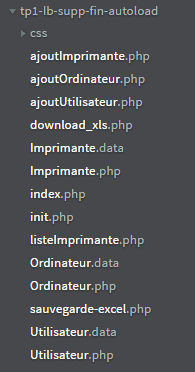 tp1-lb-supp-fin-autoload
css
ajoutImprimante.php
ajoutOrdinateur.php
ajoutUtilisateur.php
download_xls.php
Imprimante.data
Imprimante.php
index.php
init.php
listeImprimante.php
Ordinateur.data
Ordinateur.php
sauvegarde-excel.php
Utilisateur.data
Utilisateur.php